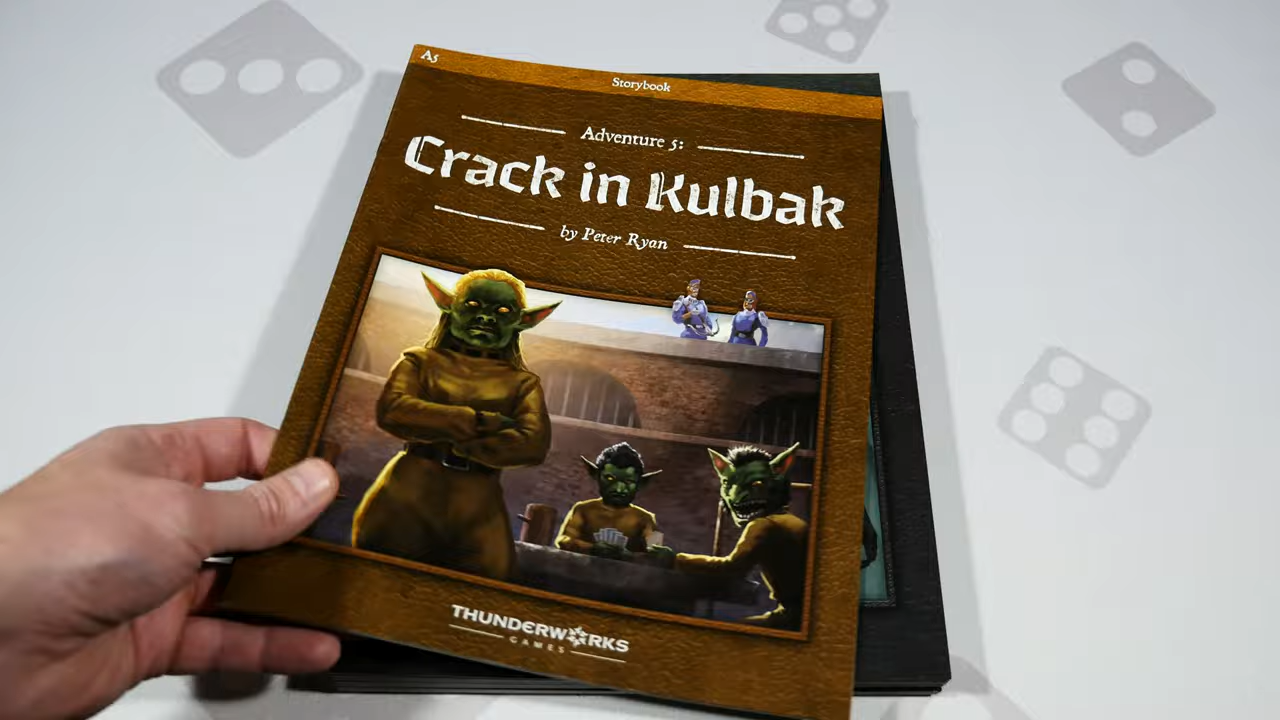 A5
Storybook
Adventure 5:
Crack in Kulbak
by Peter Ryan
THUNDERWORKS
GAMES